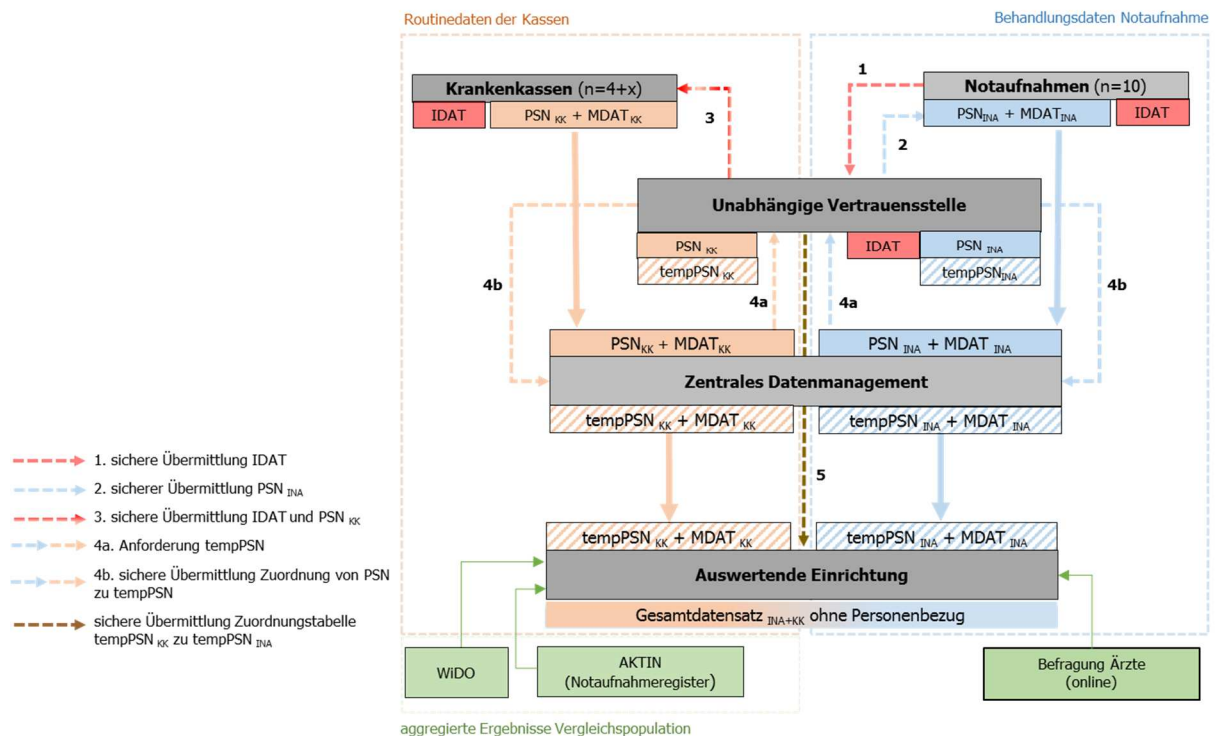 Routinedaten der Kassen
Behandlungsdaten Notaufnahme
Krankenkassen (n=4+x)
IDAT
PSN KK + MDAT KK
3
1
Notaufnahmen (n=10)
PSN INA + MDAT INA
IDAT
2
Unabhängige Vertrauensstelle
PSN KK
tempPSN KK
IDAT
PSN INA
tempPSN INA
4b
4a
4a
4b
PSN KK + MDAT KK
PSN INA + MDAT INA
Zentrales Datenmanagement
tempPSN KK + MDAT KK
tempPSN INA + MDAT INA
5
tempPSN KK + MDAT KK
tempPSN INA + MDAT INA
Auswertende Einrichtung
Gesamtdatensatz INA+KK ohne Personenbezug
1. sichere Übermittlung IDAT
2. sicherer Übermittlung PSN INA
3. sichere Übermittlung IDAT und PSN KK
4a. Anforderung tempPSN
4b. sichere Übermittlung Zuordnung von PSN
zu tempPSN
sichere Übermittlung Zuordnungstabelle
tempPSN KK zu tempPSN INA
WiDO
AKTIN
(Notaufnahmeregister)
Befragung Ärzte
(online)
aggregierte Ergebnisse Vergleichspopulation